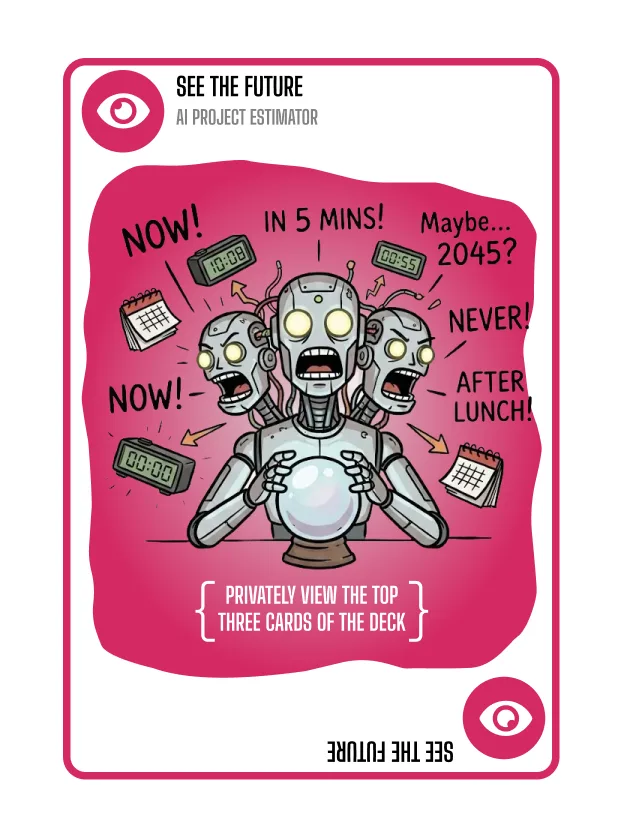 SEE THE FUTURE
AI PROJECT ESTIMATOR
NOW!
IN 5 MINS!
Maybe...
2045?
10:08
00:55
NEVER!
NOW!
AFTER
LUNCH!
00:00
PRIVATELY VIEW THE TOP
THREE CARDS OF THE DECK
SEE THE FUTURE